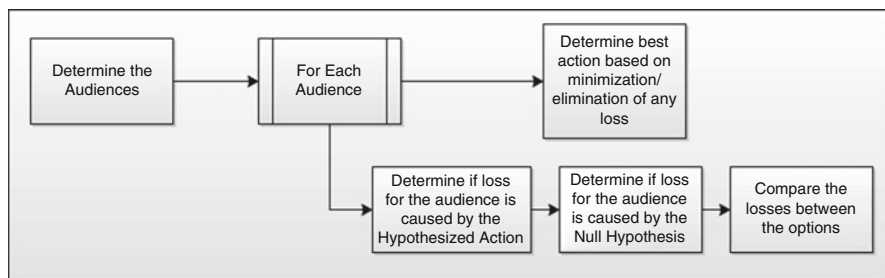 Determine the
Audiences
For Each
Audience
Determine best
action based on
minimization/
elimination of any
loss
Determine if loss
for the audience is
caused by the
Hypothesized Action
Determine if loss
for the audience
is caused by the
Null Hypothesis
Compare the
losses between
the options